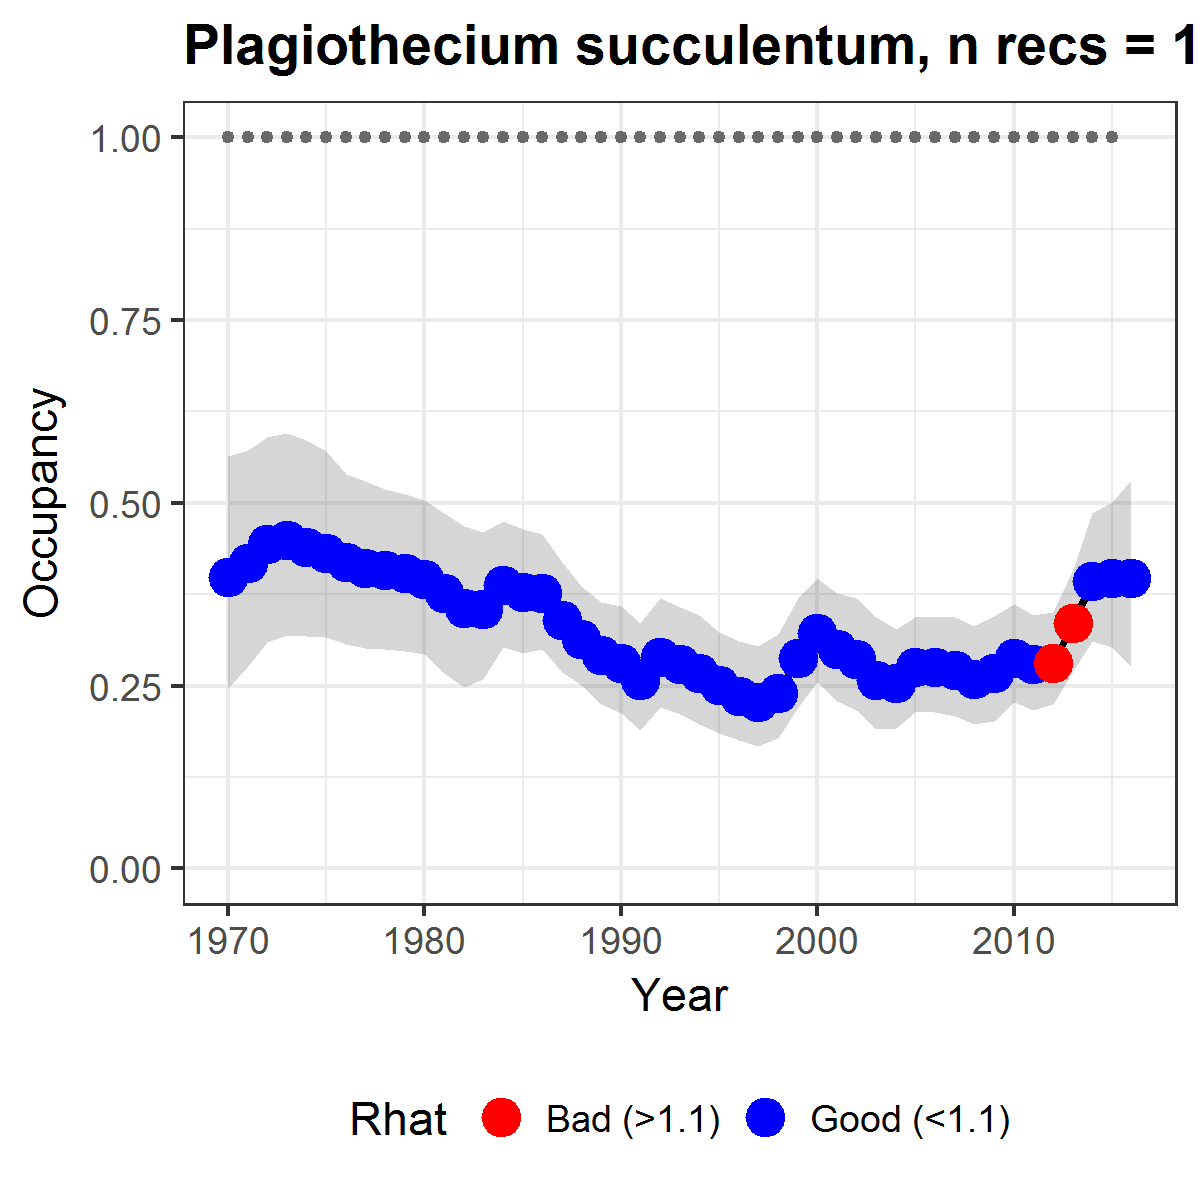 Plagiothecium succulentum, n recs = 1
1.00
0.75
0.50
0.25
0.00
Occupancy
1970 1980 1990 2000 2010
Year
Rhat Bad (>1.1) Good (<1.1)